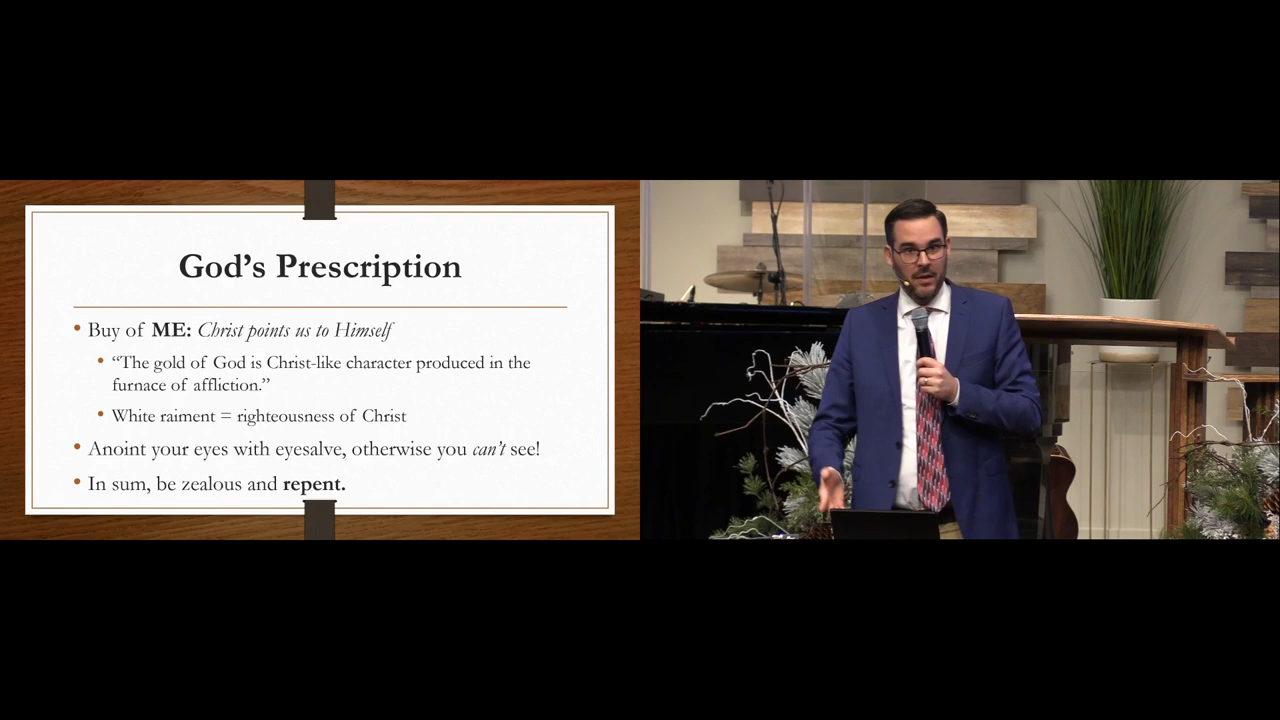 God’s Prescription
• Buy of ME: Christ points us to Himself
• “The gold of God is Christ-like character produced in the
furnace of affliction.”
• White raiment = righteousness of Christ
• Anoint your eyes with eyesalve, otherwise you can’t see!
• In sum, be zealous and repent.